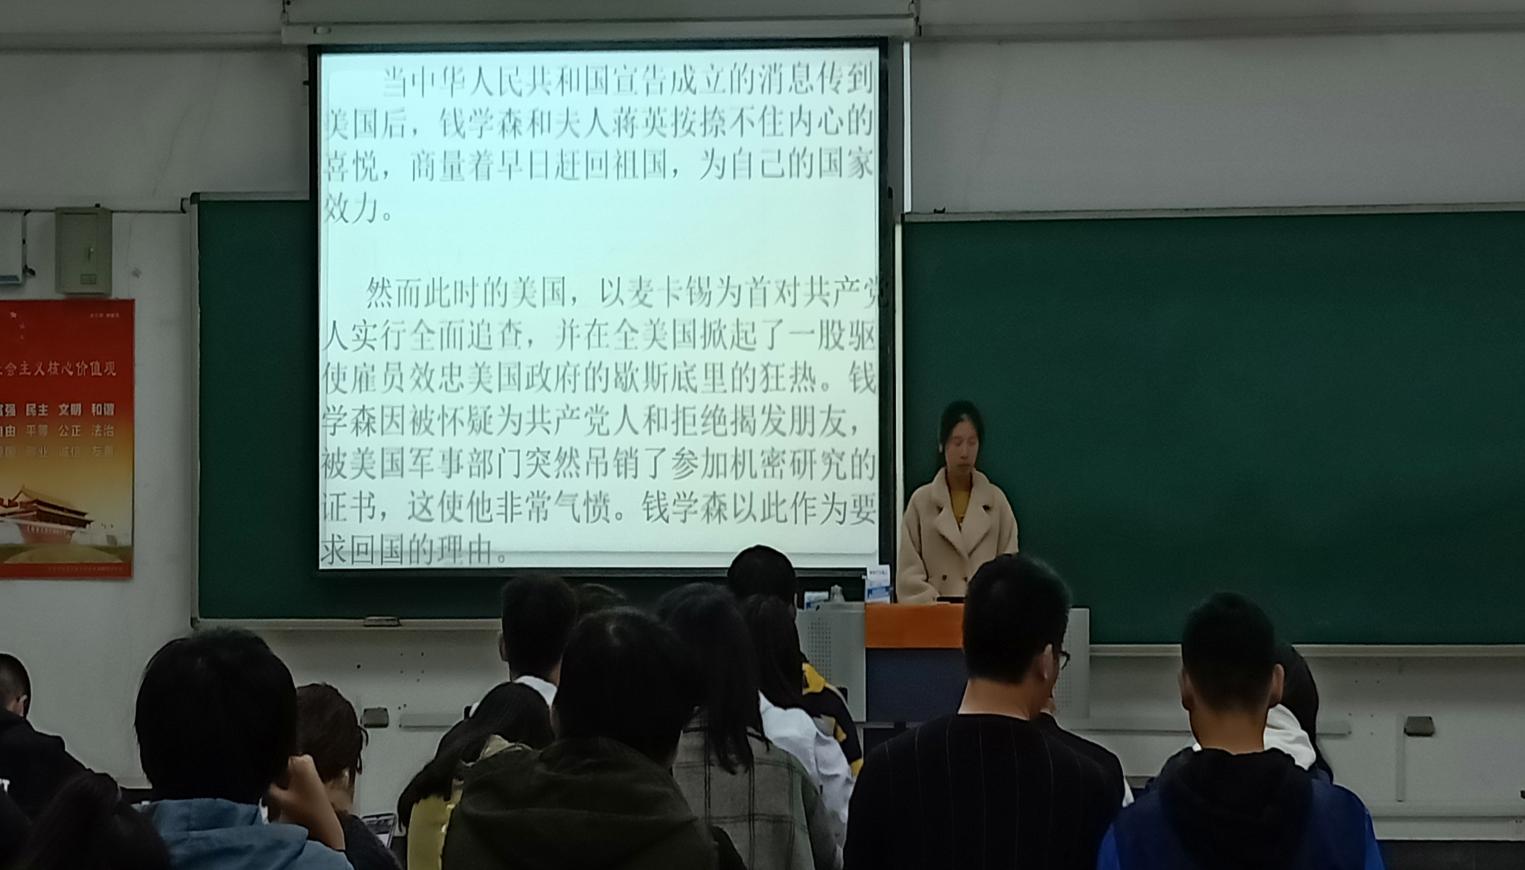 当中华人民共和国宣告成立的消息传到
美国后，钱学森和夫人蒋英按捺不住内心的
喜悦，商量着早日赶回祖国，为自己的国家
效力。
然而此时的美国，以麦卡锡为首对共产党
人实行全面追查，并在全美国掀起了一股驱
使雇员效忠美国政府的歇斯底里的狂热。钱
学森因被怀疑为共产党人和拒绝揭发朋友，
被美国军事部门突然吊销了参加机密研究的
证书，这使他非常气愤。钱学森以此作为要
求回国的理由。
会主义核心价值观
富强 民主 文明 和谐
自由 平等 公正 法治
敬业 诚信 友善